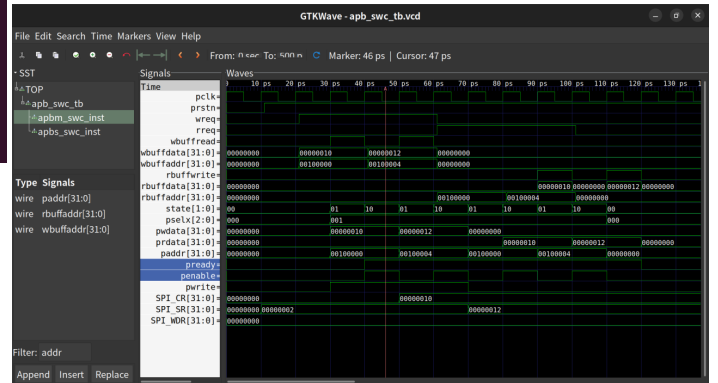 GTKWave - apb_swc_tb.vcd
File Edit Search Time Markers View Help
From: 0 sec To: 500 p Marker: 46 ps | Cursor: 47 ps
SST
TOP
apb_swc_tb
apbm_swc_inst
apbs_swc_inst
Type Signals
wire paddr[31:0]
wire rbuffaddr[31:0]
wire wbuffaddr[31:0]
Filter: addr
Append Insert Replace
Signals
Time
pclk=
prstn=
wreq=
rreq=
wbuffread=
wbuffdata[31:0]=
wbuffaddr[31:0]=
rbuffwrite=
rbuffdata[31:0]=
rbuffaddr[31:0]=
state[1:0]=
pselx[2:0]=
pwdata[31:0]=
prdata[31:0]=
paddr[31:0]=
pready=
penable=
pwrite=
SPI_CR[31:0]=
SPI_SR[31:0]=
SPI_WDR[31:0]=
Waves
10 ps 20 ps 30 ps 40 ps 50 ps 60 ps 70 ps 80 ps 90 ps 100 ps 110 ps 120 ps 130 ps
00000000 00000010 00000012 00000000
00000000 00100000 00100004 00000000
00000000 00000010 00000000 00000012 00000000
00000000 00100000 00100004 00000000
00 01 10 01 10 01 10 01 10 00
000 001 000
00000000 00000010 00000012 00000000
00000000 00000010 00000012 00000000
00000000 00100000 00100004 00100000 00100004 00000000
00000000 00000010
00000000 00000002 00000012
00000000